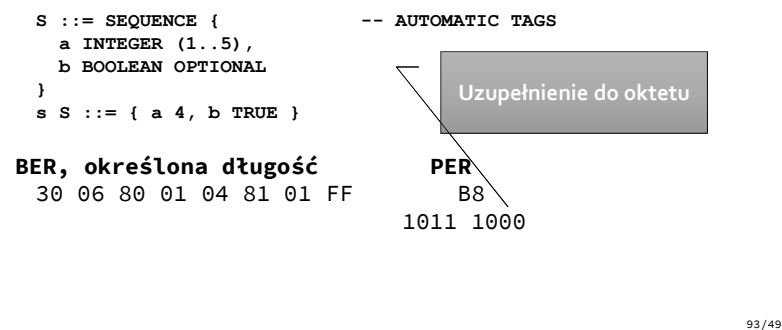 S ::= SEQUENCE { -- AUTOMATIC TAGS
a INTEGER (1..5),
b BOOLEAN OPTIONAL
}
s S ::= { a 4, b TRUE }
Uzupełnienie do oktetu
BER, określona długość PER
30 06 80 01 04 81 01 FF B8
1011 1000
93/49